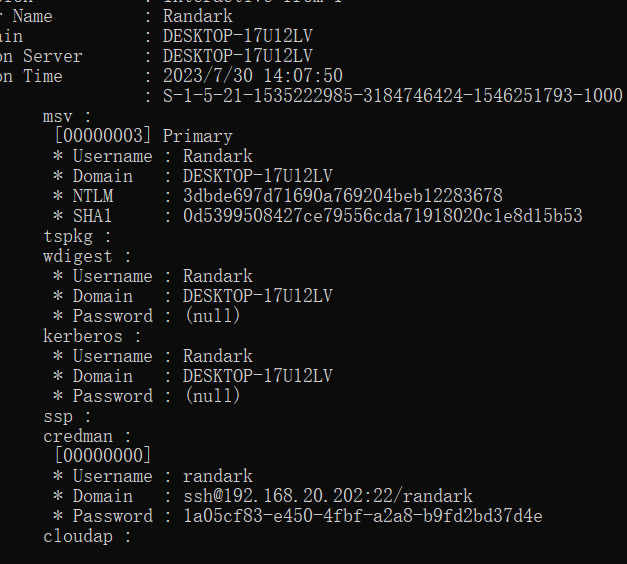 r Name : Randark
ain : DESKTOP-17U12LV
on Server : DESKTOP-17U12LV
on Time : 2023/7/30 14:07:50
: S-1-5-21-1535222985-3184746424-1546251793-1000
msv :
[00000003] Primary
* Username : Randark
* Domain : DESKTOP-17U12LV
* NTLM : 3dbde697d71690a769204beb12283678
* SHA1 : 0d5399508427ce79556cda71918020c1e8d15b53
tspkg :
wdigest :
* Username : Randark
* Domain : DESKTOP-17U12LV
* Password : (null)
kerberos :
* Username : Randark
* Domain : DESKTOP-17U12LV
* Password : (null)
ssp :
credman :
[00000000]
* Username : randark
* Domain : ssh@192.168.20.202:22/randark
* Password : 1a05cf83-e450-4fbf-a2a8-b9fd2bd37d4e
cloudap :